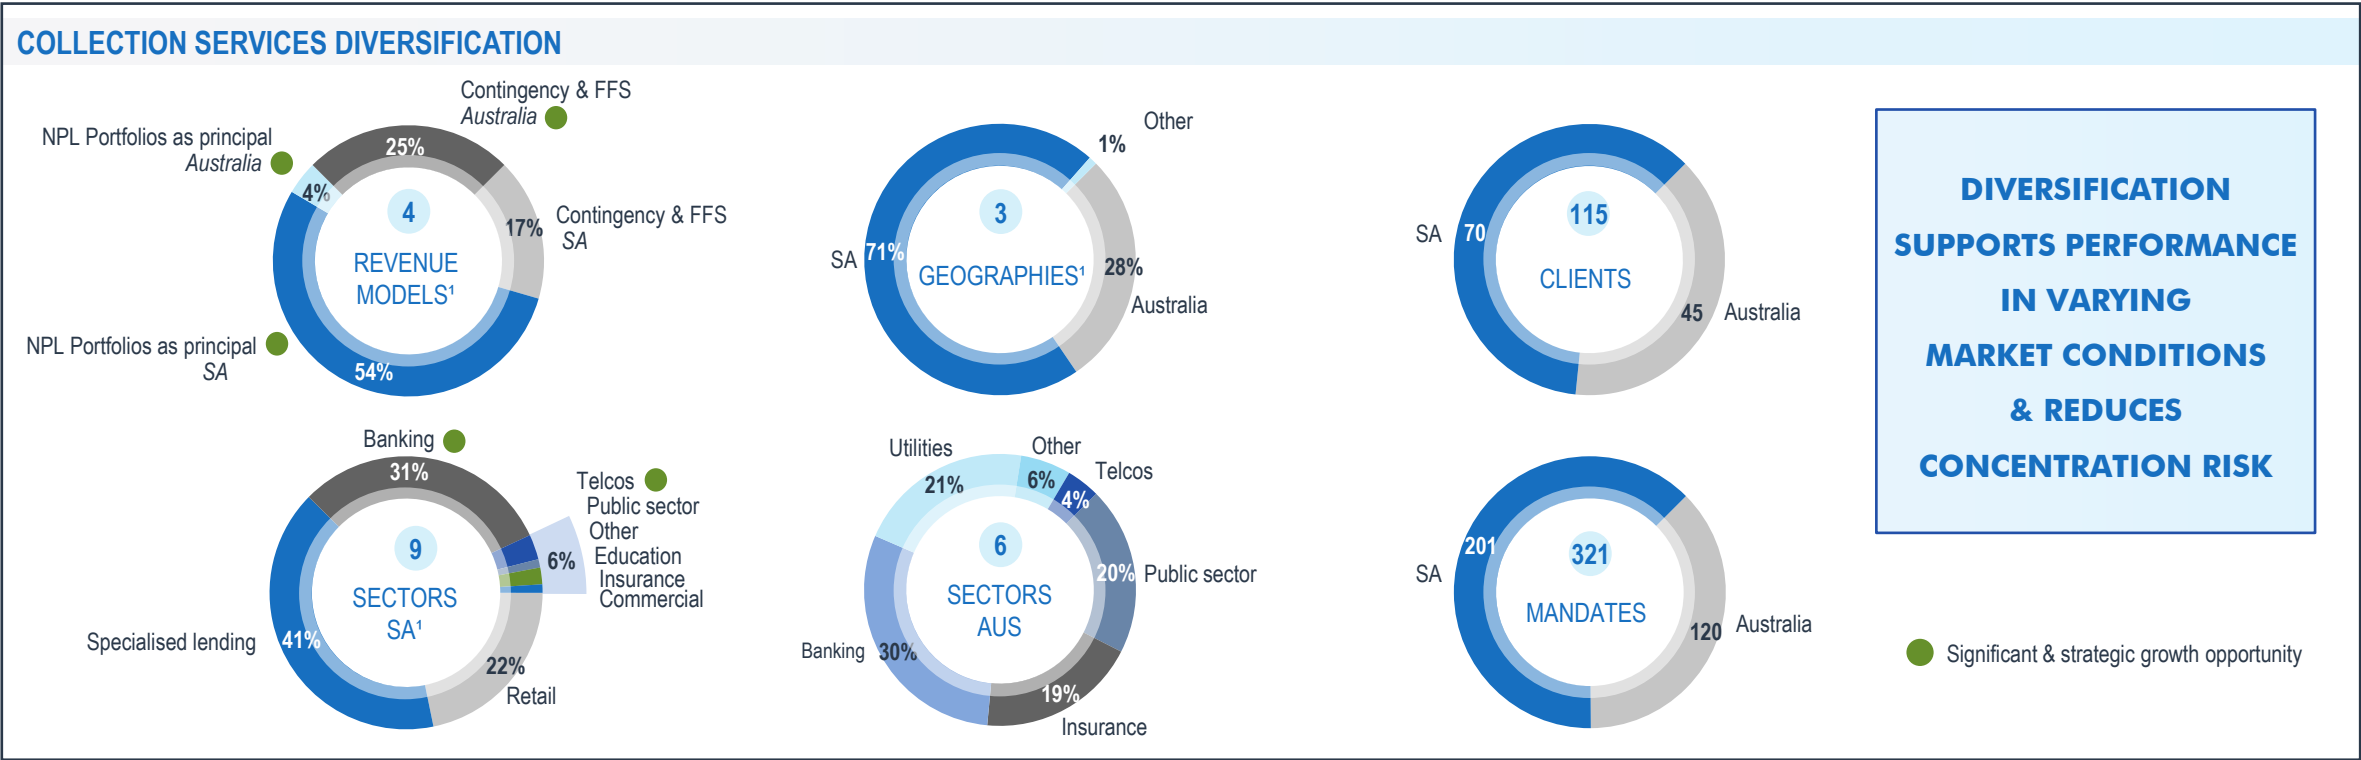 COLLECTION SERVICES DIVERSIFICATION
Contingency & FFS
Australia
NPL Portfolios as principal
Australia
25%
4%
17%
Contingency & FFS
SA
4
REVENUE
MODELS¹
NPL Portfolios as principal
SA
54%
Other
1%
3
GEOGRAPHIES¹
SA
71%
28%
Australia
115
CLIENTS
SA
70
45
Australia
DIVERSIFICATION
SUPPORTS PERFORMANCE
IN VARYING
MARKET CONDITIONS
& REDUCES
CONCENTRATION RISK
Banking
31%
Telcos
Public sector
Other
Education
Insurance
Commercial
6%
9
SECTORS
SA¹
Specialised lending
41%
22%
Retail
Utilities
Other
Telcos
21%
6%
4%
6
SECTORS
AUS
20%
Public sector
Banking
30%
19%
Insurance
201
SA
321
MANDATES
120
Australia
Significant & strategic growth opportunity